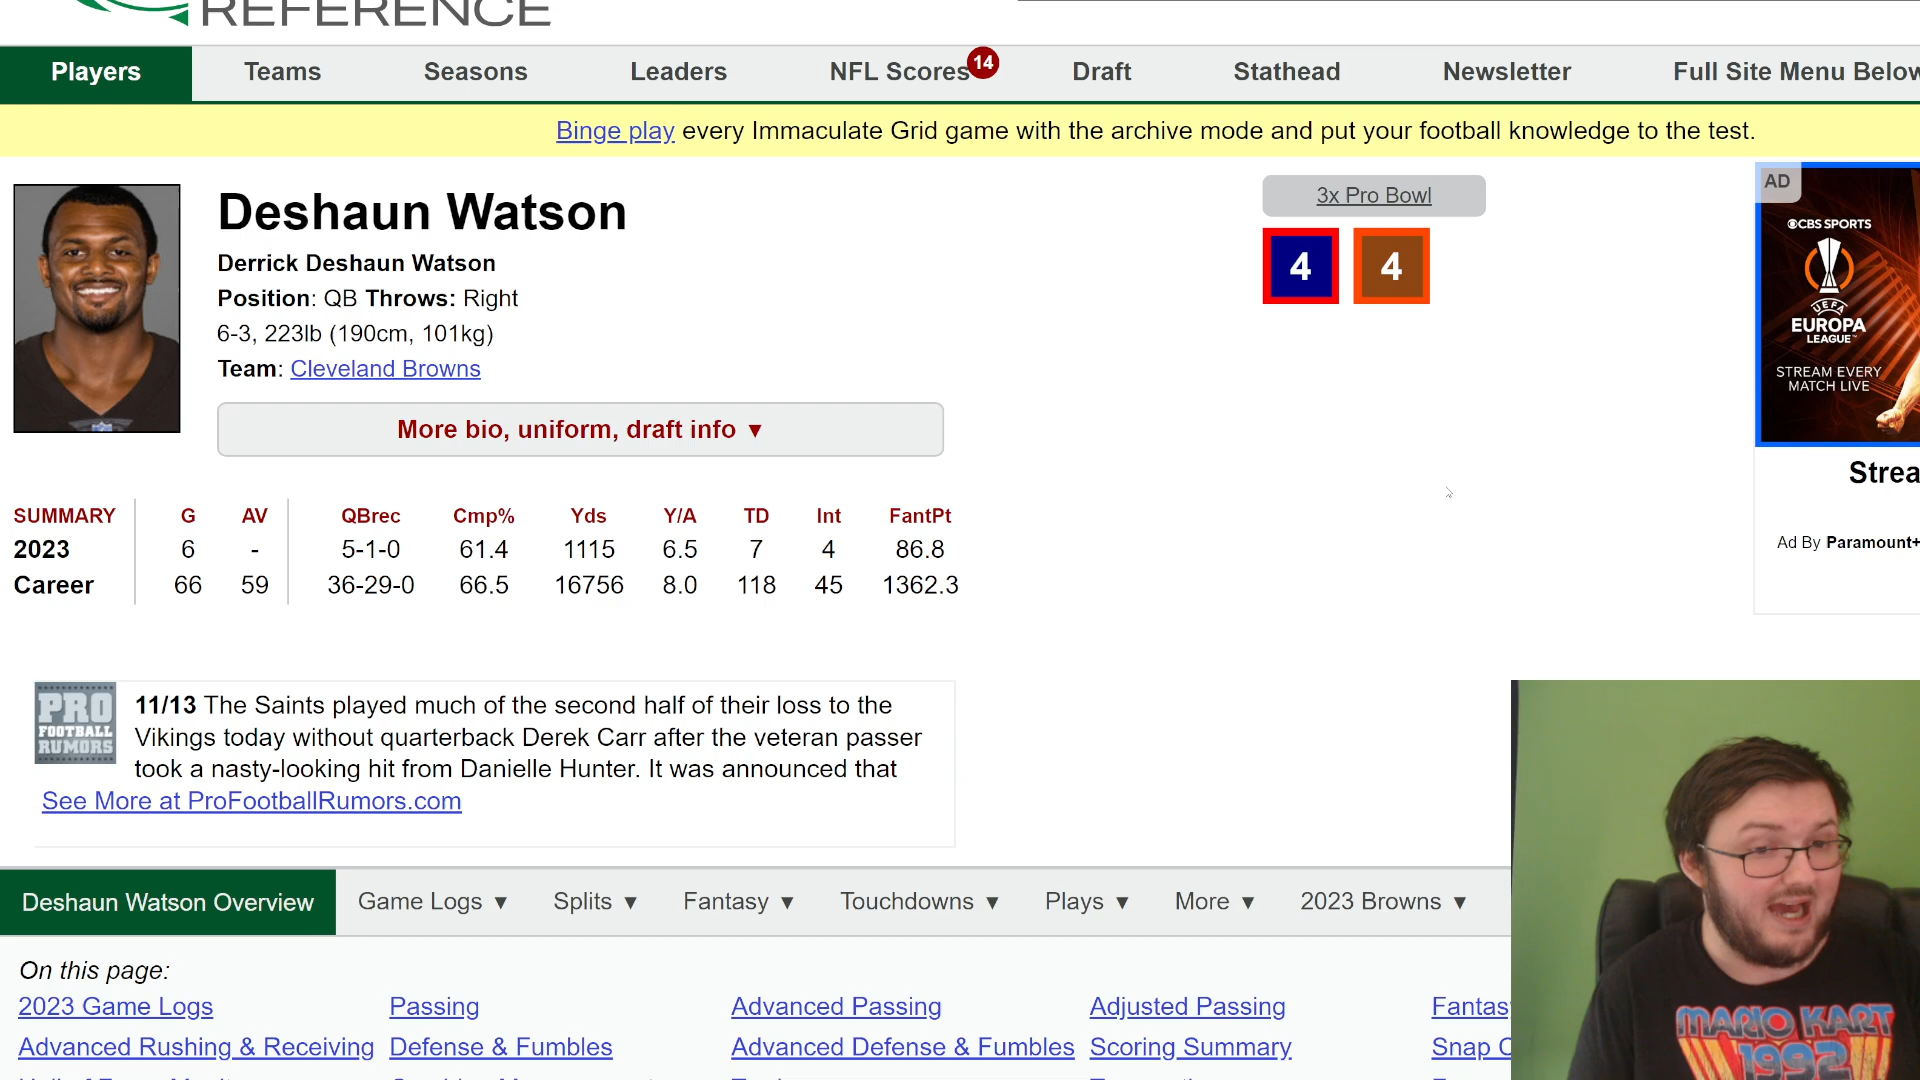 REFERENCE
Players Teams Seasons Leaders NFL Scores 14 Draft Stathead Newsletter Full Site Menu Below
Binge play every Immaculate Grid game with the archive mode and put your football knowledge to the test.
Deshaun Watson
Derrick Deshaun Watson
Position: QB Throws: Right
6-3, 223lb (190cm, 101kg)
Team: Cleveland Browns
More bio, uniform, draft info ▼
3x Pro Bowl
4 4
AD
CBS SPORTS
UEFA
EUROPA
LEAGUE
STREAM EVERY
MATCH LIVE
Strea
Ad By Paramount+
SUMMARY G AV QBrec Cmp% Yds Y/A TD Int FantPt
2023 6 - 5-1-0 61.4 1115 6.5 7 4 86.8
Career 66 59 36-29-0 66.5 16756 8.0 118 45 1362.3
PRO
FOOTBALL
RUMORS
11/13 The Saints played much of the second half of their loss to the
Vikings today without quarterback Derek Carr after the veteran passer
took a nasty-looking hit from Danielle Hunter. It was announced that
See More at ProFootballRumors.com
Deshaun Watson Overview Game Logs ▼ Splits ▼ Fantasy ▼ Touchdowns ▼ Plays ▼ More ▼ 2023 Browns ▼
On this page:
2023 Game Logs Passing Advanced Passing Adjusted Passing Fantas
Advanced Rushing & Receiving Defense & Fumbles Advanced Defense & Fumbles Scoring Summary Snap C
MARIO KART
1992